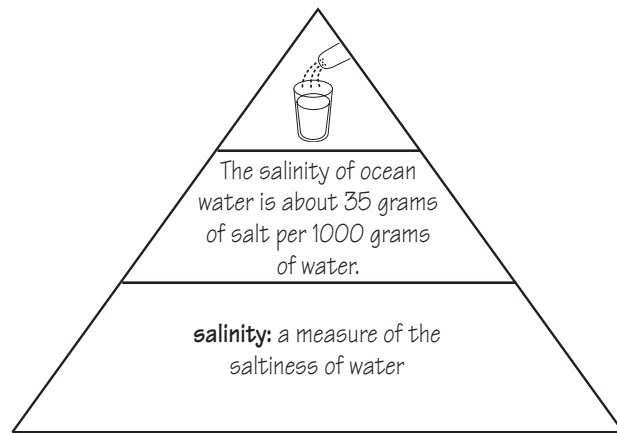 The salinity of ocean
water is about 35 grams
of salt per 1000 grams
of water.
salinity: a measure of the
saltiness of water